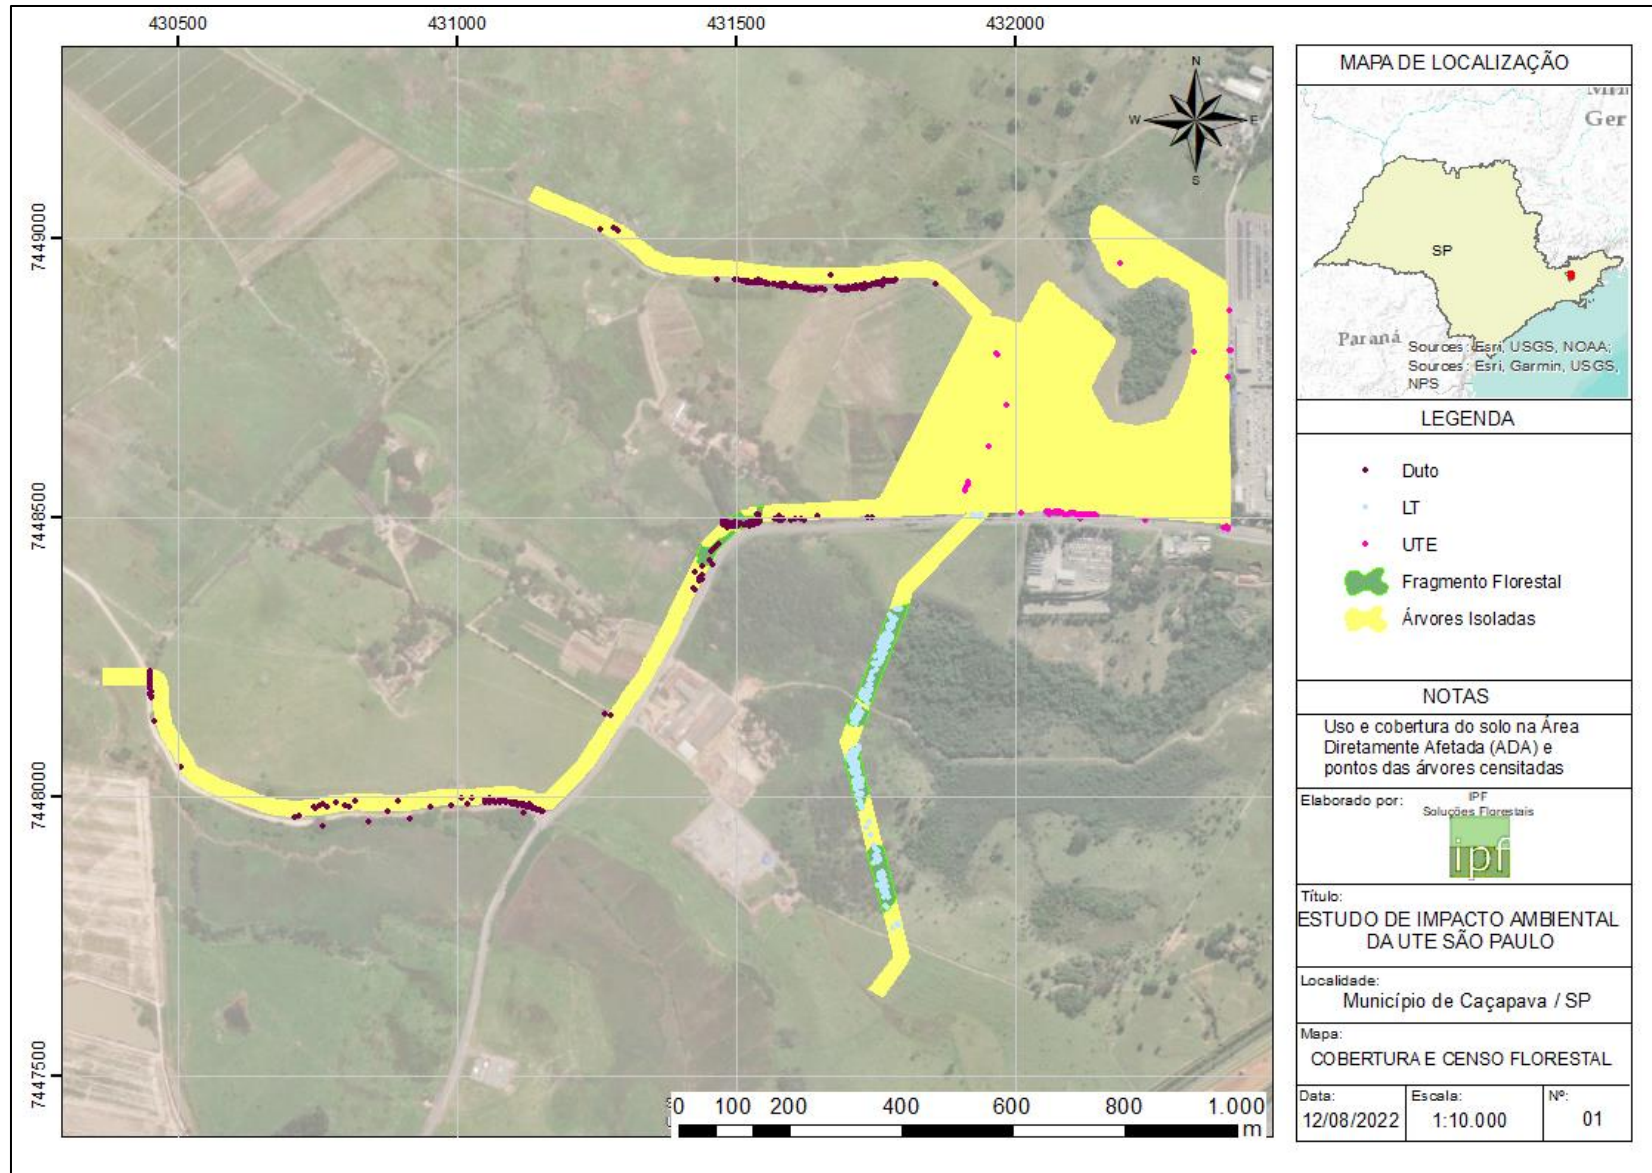 430500
431000
431500
432000
7449000
7448500
7448000
7447500
N
W
E
S
0
100
200
400
600
800
1.000
m
MAPA DE LOCALIZAÇÃO
Ger
SP
Paraná
Sources: Esri, USGS, NOAA;
Sources: Esri, Garmin, USGS,
NPS
LEGENDA
Duto
LT
UTE
Fragmento Florestal
Árvores Isoladas
NOTAS
Uso e cobertura do solo na Área
Diretamente Afetada (ADA) e
pontos das árvores censitadas
Elaborado por:
IPF
Soluções Florestais
ipf
Título:
ESTUDO DE IMPACTO AMBIENTAL
DA UTE SÃO PAULO
Localidade:
Município de Caçapava / SP
Mapa:
COBERTURA E CENSO FLORESTAL
Data:
12/08/2022
Escala:
1:10.000
Nº:
01